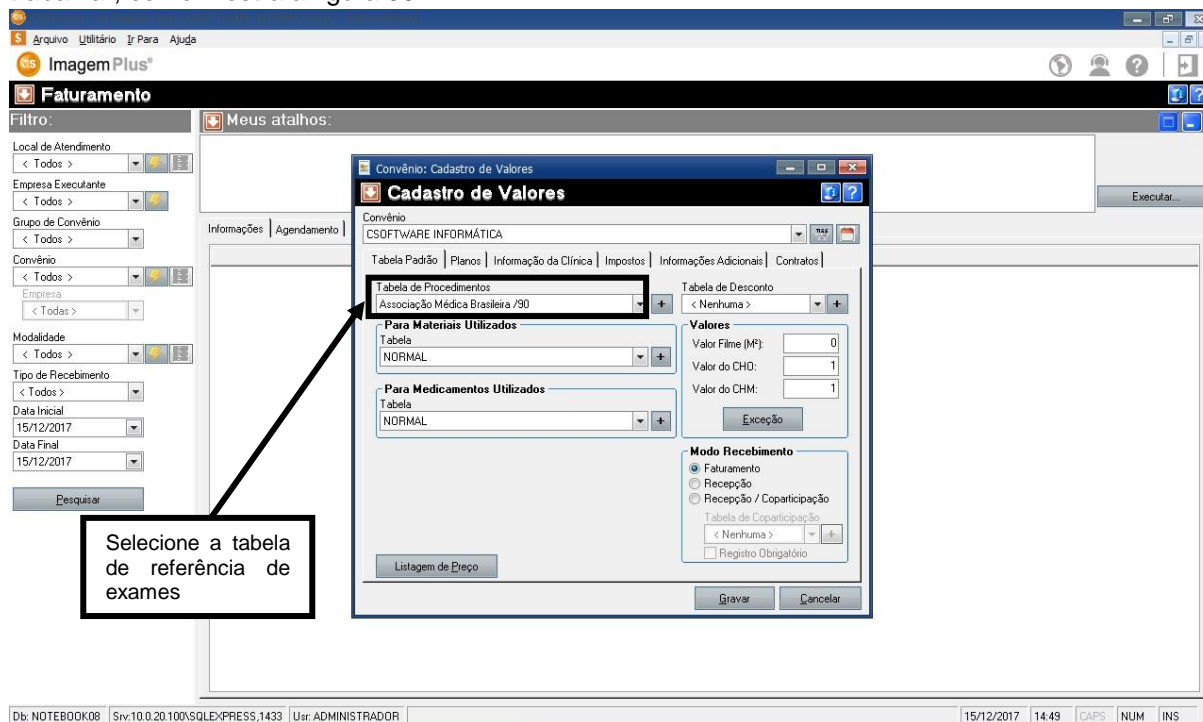 Arquivo Utilitário Ir Para Ajuda
ImagemPlus®
Faturamento
Filtro:
Meus atalhos:
Local de Atendimento
< Todos >
Empresa Executante
< Todos >
Grupo de Convênio
< Todos >
Convênio
< Todos >
Empresa
< Todas >
Modalidade
< Todos >
Tipo de Recebimento
< Todos >
Data Inicial
15/12/2017
Data Final
15/12/2017
Pesquisar
Executar...
Informações Agendamento
Convênio: Cadastro de Valores
Cadastro de Valores
Convênio
CSOFTWARE INFORMÁTICA
Tabela Padrão Planos Informação da Clínica Impostos Informações Adicionais Contratos
Tabela de Procedimentos
Associação Médica Brasileira /90
Tabela de Desconto
< Nenhuma >
Para Materiais Utilizados
Tabela
NORMAL
Para Medicamentos Utilizados
Tabela
NORMAL
Valores
Valor Filme (M²): 0
Valor do CHO: 1
Valor do CHM: 1
Exceção
Modo Recebimento
Faturamento
Recepção
Recepção / Coparticipação
Tabela de Coparticipação
< Nenhuma >
Registro Obrigatório
Listagem de Preço
Gravar Cancelar
Selecione a tabela
de referência de
exames
Db: NOTEBOOK08 Srv:10.0.20.100\SQLEXPRESS,1433 Usr: ADMINISTRADOR 15/12/2017 14:49 CAPS NUM INS